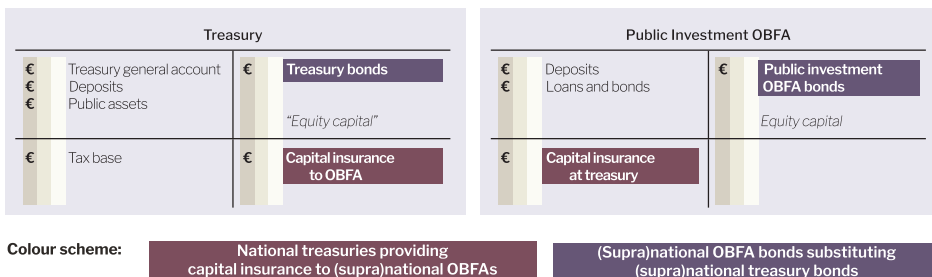 Treasury
€ Treasury general account
€ Deposits
€ Public assets
€ Treasury bonds
“Equity capital”
€ Tax base
€ Capital insurance
to OBFA
Public Investment OBFA
€ Deposits
€ Loans and bonds
€ Public investment
OBFA bonds
Equity capital
€ Capital insurance
at treasury
Colour scheme:
National treasuries providing
capital insurance to (supra)national OBFAs
(Supra)national OBFA bonds substituting
(supra)national treasury bonds